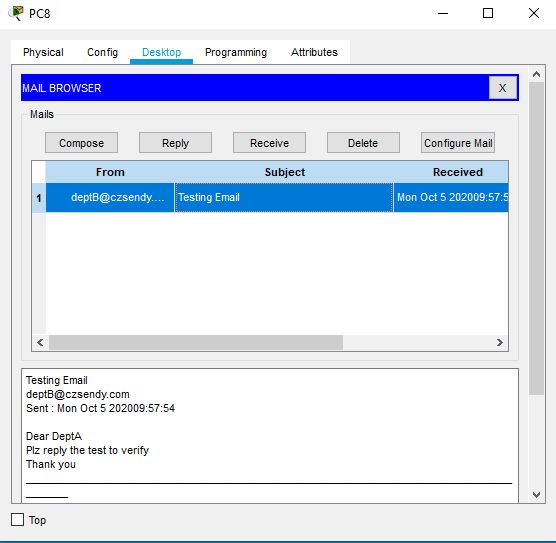 PC8
Physical Config Desktop Programming Attributes
MAIL BROWSER X
Mails
Compose Reply Receive Delete Configure Mail
From Subject Received
1 deptB@czsendy.... Testing Email Mon Oct 5 202009:57:5
Testing Email
deptB@czsendy.com
Sent : Mon Oct 5 202009:57:54
Dear DeptA
Plz reply the test to verify
Thank you
Top